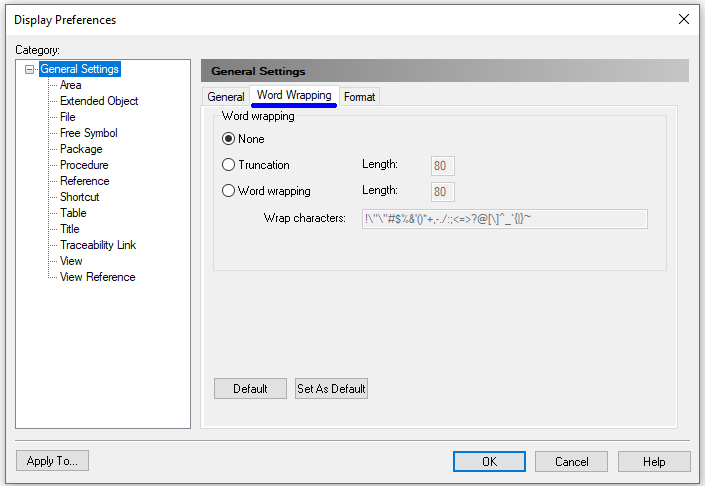 Display Preferences
Category:
General Settings
Area
Extended Object
File
Free Symbol
Package
Procedure
Reference
Shortcut
Table
Title
Traceability Link
View
View Reference
General Settings
General Word Wrapping Format
Word wrapping
None
Truncation Length: 80
Word wrapping Length: 80
Wrap characters: !\"\"#$%&'()*+,-./:;<=>?@[\]^_`{|}~
Default Set As Default
Apply To... OK Cancel Help